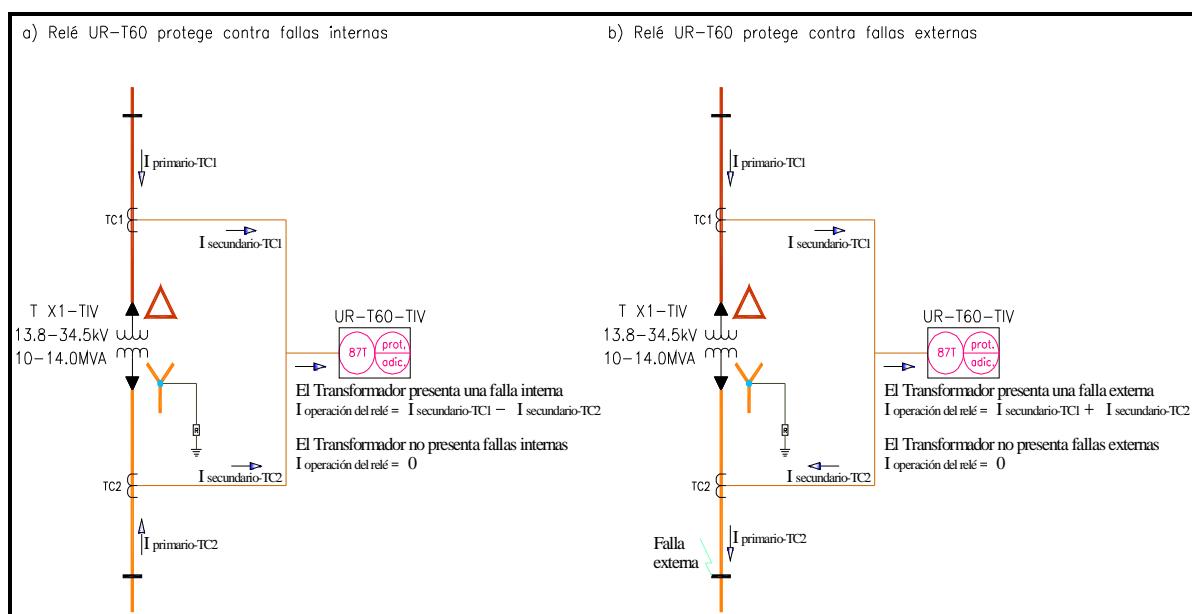 a) Relé UR-T60 protege contra fallas internas
I primario-TC1
TC1
I secundario-TC1
T X1-TIV
13.8-34.5kV
10-14.0MVA
UR-T60-TIV
87T
prot.
adic.
El Transformador presenta una falla interna
I operación del relé = I secundario-TC1 - I secundario-TC2
El Transformador no presenta fallas internas
I operación del relé = 0
R
TC2
I secundario-TC2
I primario-TC2
b) Relé UR-T60 protege contra fallas externas
I primario-TC1
TC1
I secundario-TC1
T X1-TIV
13.8-34.5kV
10-14.0MVA
UR-T60-TIV
87T
prot.
adic.
El Transformador presenta una falla externa
I operación del relé = I secundario-TC1 + I secundario-TC2
El Transformador no presenta fallas externas
I operación del relé = 0
R
TC2
I secundario-TC2
I primario-TC2
Falla
externa